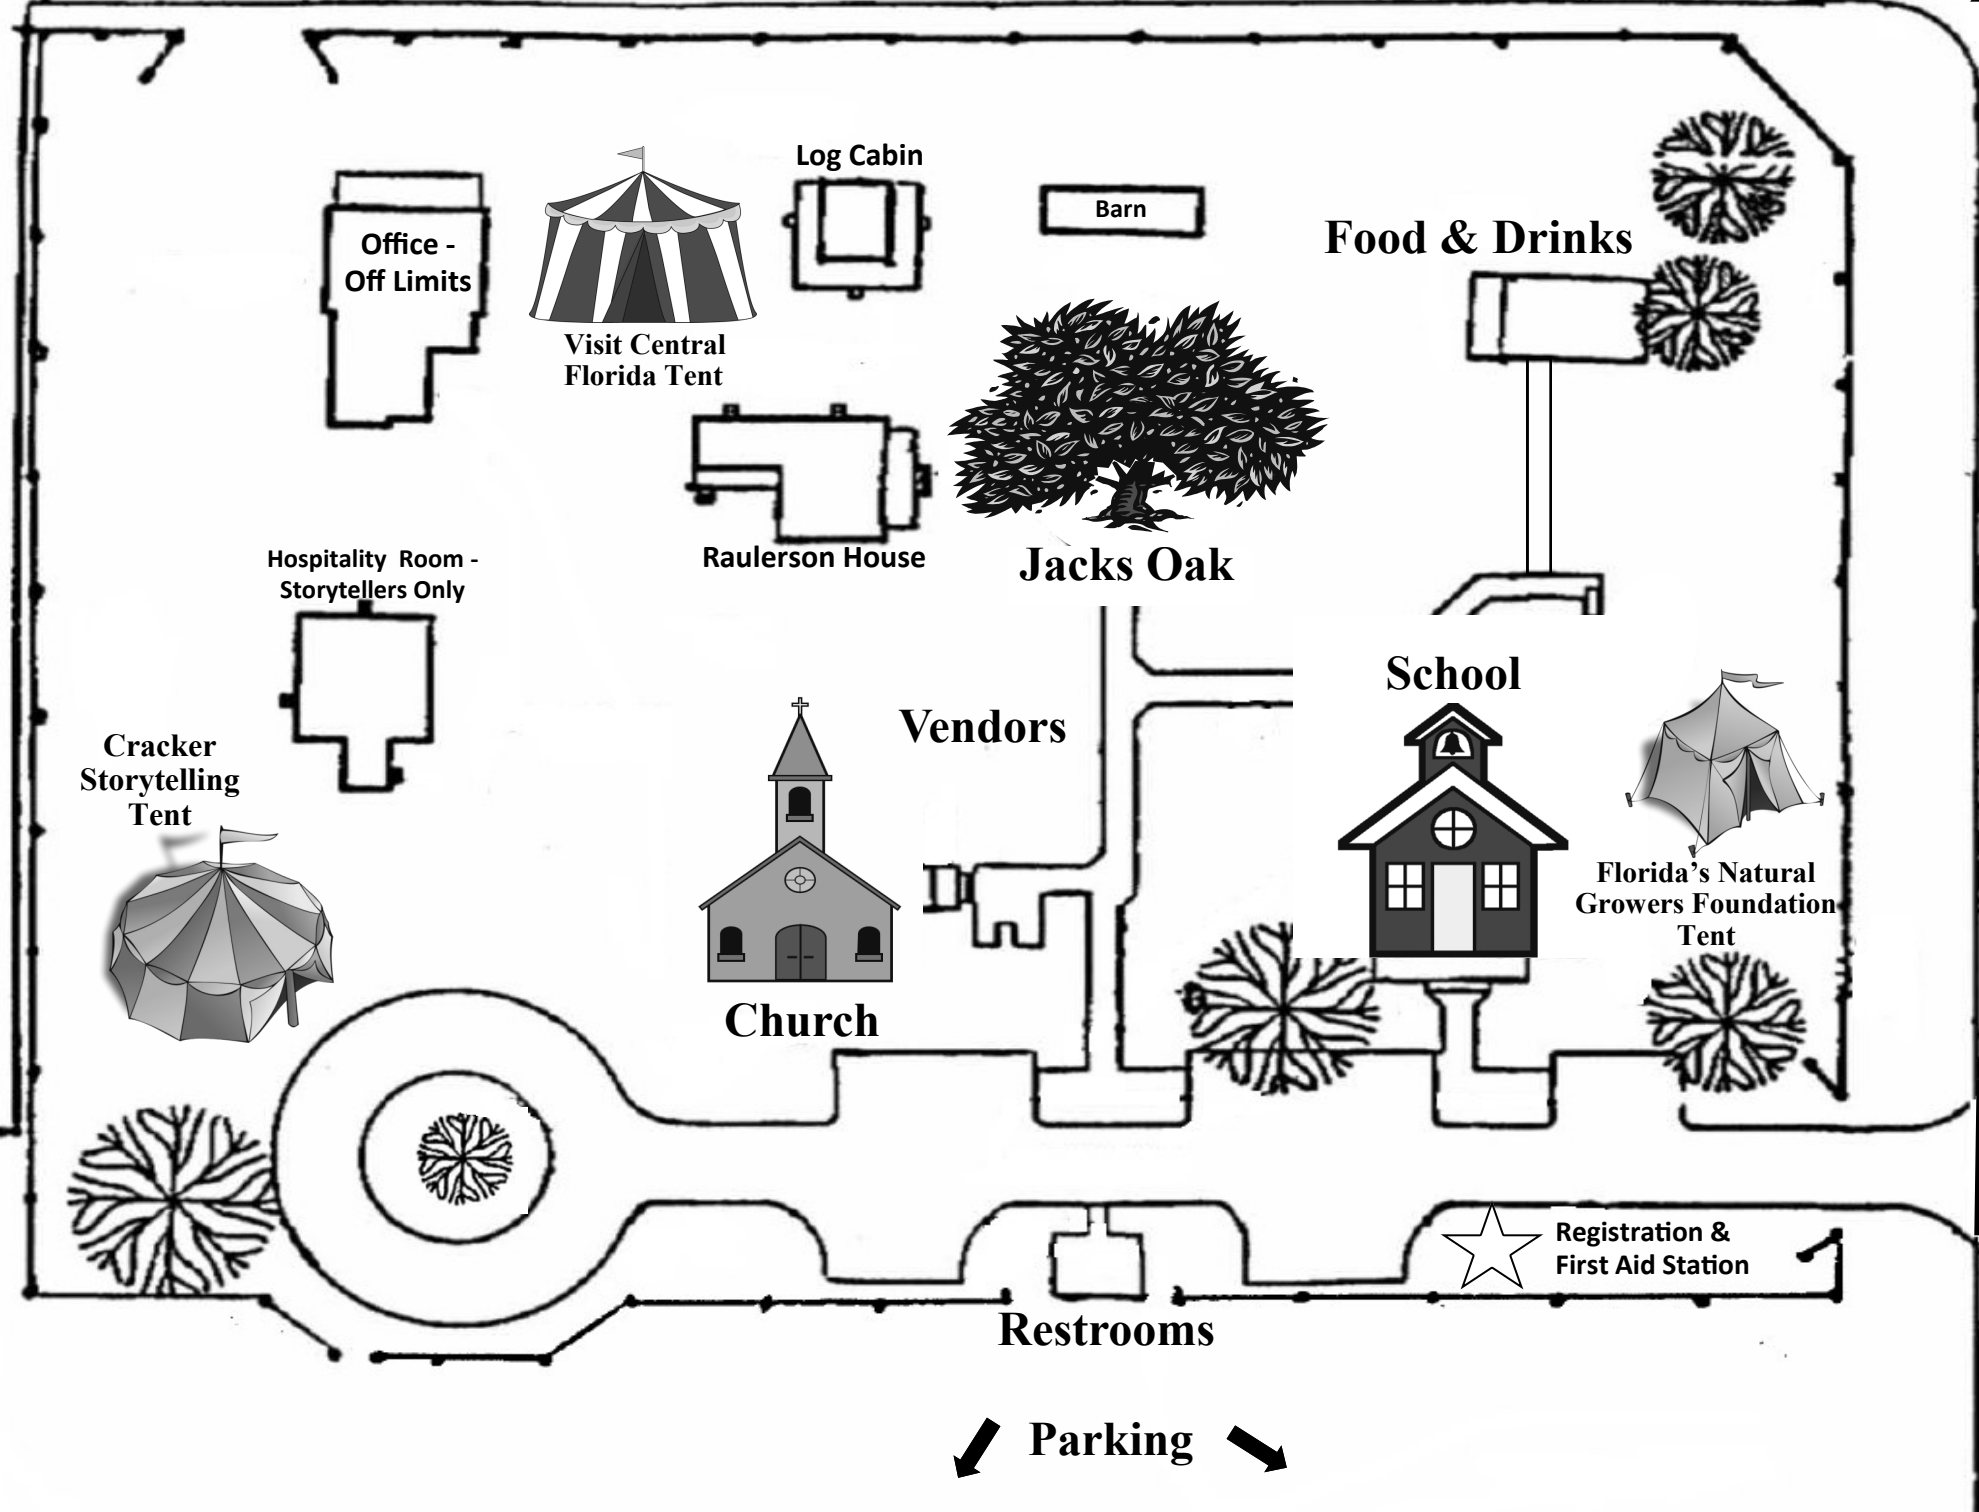 Log Cabin
Barn
Office -
Off Limits
Food & Drinks
Visit Central
Florida Tent
Raulerson House
Jacks Oak
Hospitality  Room -
Storytellers Only
School
Vendors
Cracker
Storytelling
Tent
Florida’s Natural
Growers Foundation
Tent
Church
Registration &
First Aid Station
Restrooms
Parking